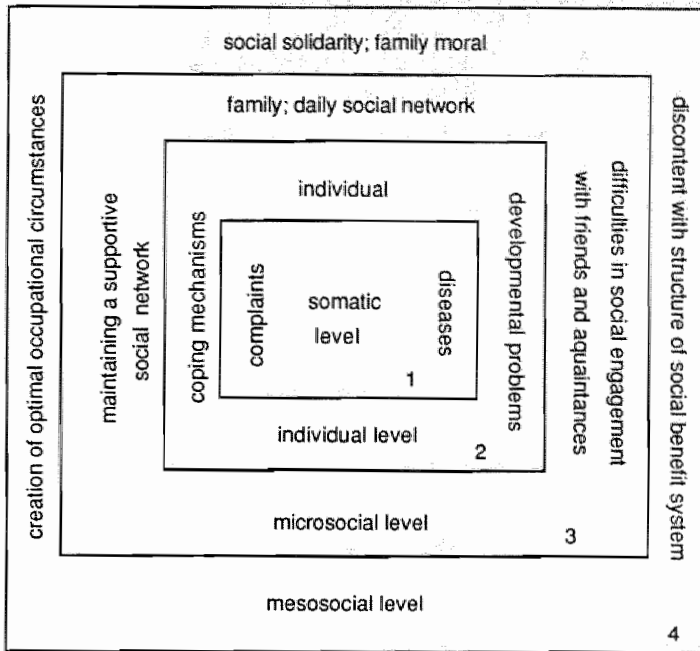 social solidarity; family moral
family; daily social network
individual
somatic
level
1
complaints
diseases
individual level
2
coping mechanisms
developmental problems
microsocial level
3
maintaining a supportive
social network
difficulties in social engagement
with friends and aquaintances
mesosocial level
4
creation of optimal occupational circumstances
discontent with structure of social benefit system